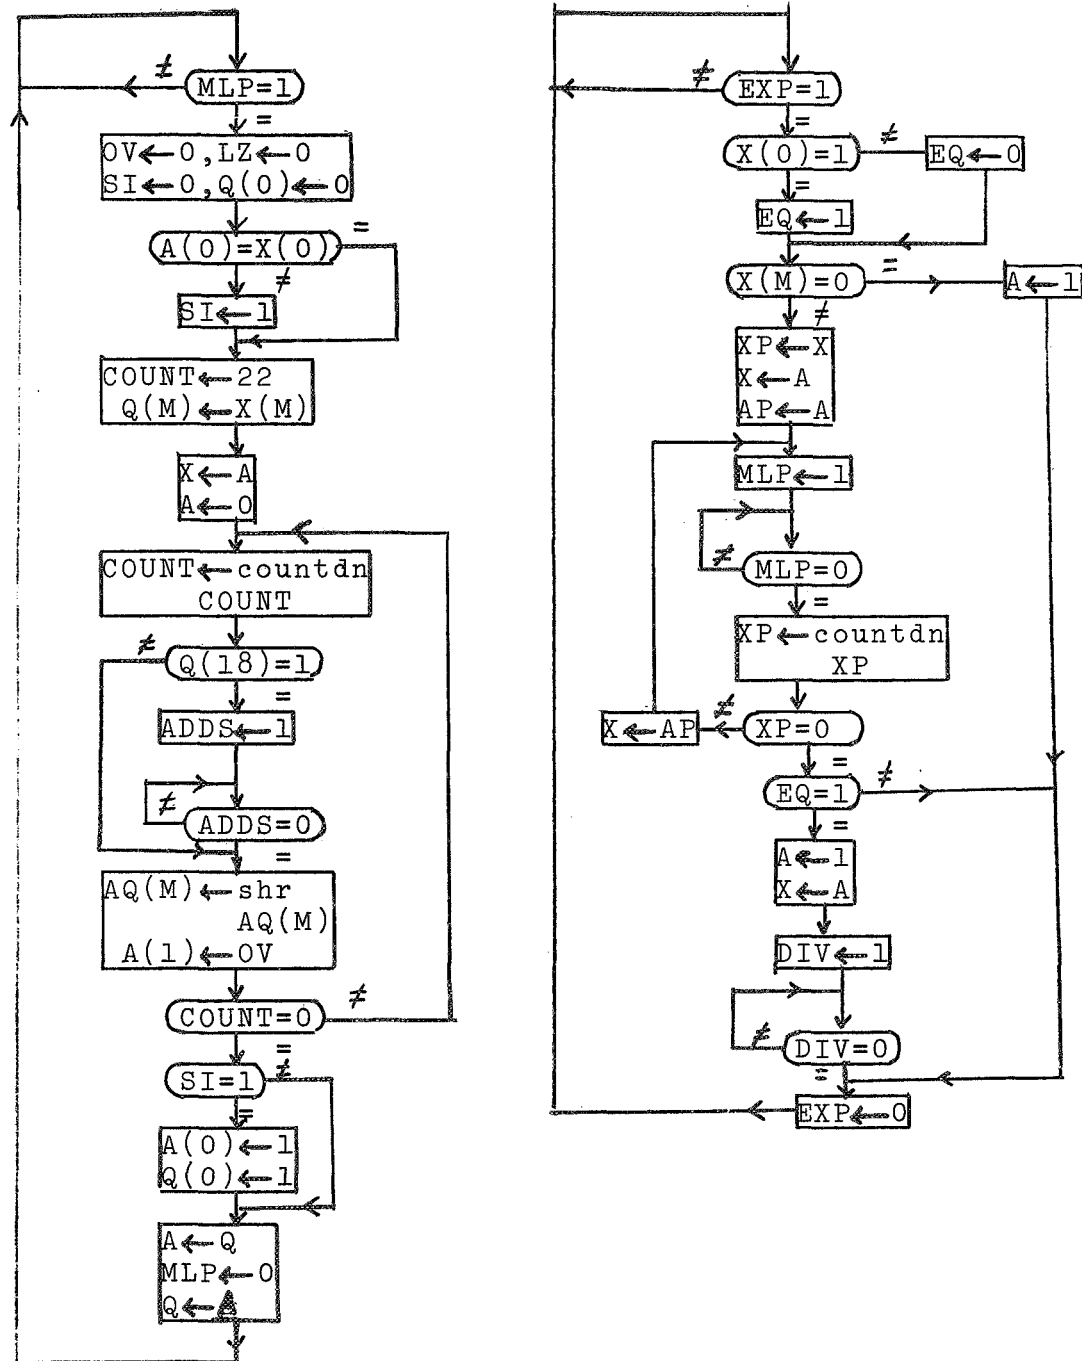 ≠
MLP=1
=
OV←0,LZ←0
SI←0,Q(0)←0
=
A(0)=X(0)
≠
SI←1
COUNT←22
Q(M)←X(M)
X←A
A←0
COUNT←countdn
COUNT
≠
Q(18)=1
=
ADDS←1
≠
ADDS=0
=
AQ(M)←shr
AQ(M)
A(1)←OV
≠
COUNT=0
=
SI=1
≠
=
A(0)←1
Q(0)←1
A←Q
MLP←0
Q←A
≠
EXP=1
=
X(0)=1
≠
EQ←0
=
EQ←1
X(M)=0
=
A←1
≠
XP←X
X←A
AP←A
MLP←1
≠
MLP=0
=
XP←countdn
XP
X←AP
≠
XP=0
=
EQ=1
≠
=
A←1
X←A
DIV←1
≠
DIV=0
=
EXP←0